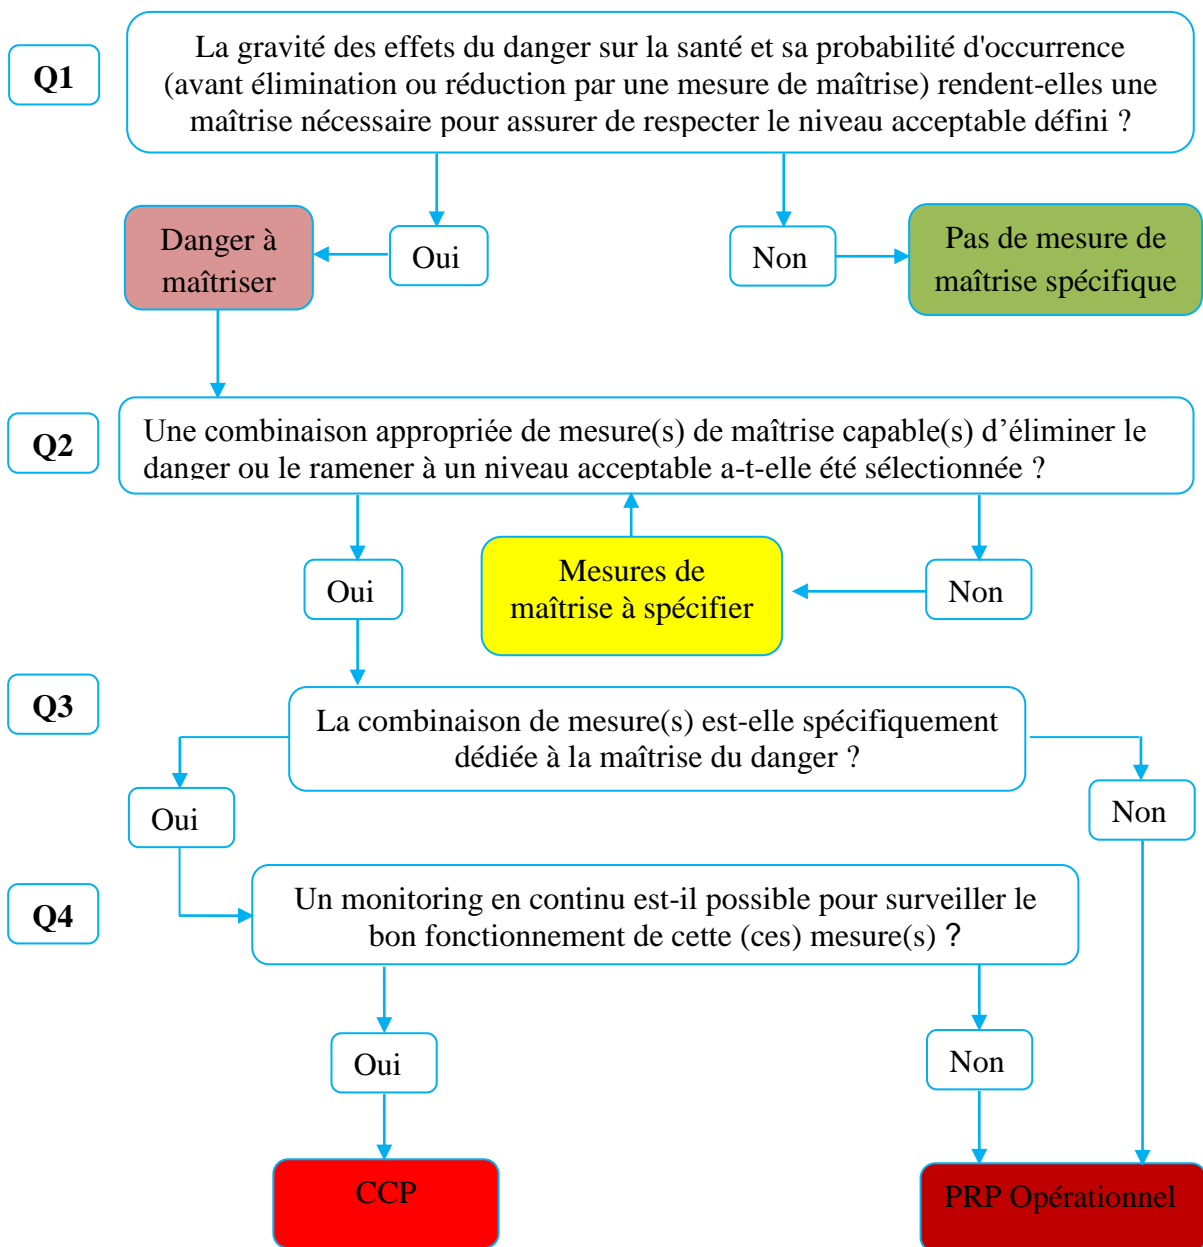 Q1
La gravité des effets du danger sur la santé et sa probabilité d'occurrence
(avant élimination ou réduction par une mesure de maîtrise) rendent-elles une
maîtrise nécessaire pour assurer de respecter le niveau acceptable défini ?
Danger à
maîtriser
Oui
Non
Pas de mesure de
maîtrise spécifique
Q2
Une combinaison appropriée de mesure(s) de maîtrise capable(s) d’éliminer le
danger ou le ramener à un niveau acceptable a-t-elle été sélectionnée ?
Oui
Mesures de
maîtrise à spécifier
Non
Q3
La combinaison de mesure(s) est-elle spécifiquement
dédiée à la maîtrise du danger ?
Oui
Non
Q4
Un monitoring en continu est-il possible pour surveiller le
bon fonctionnement de cette (ces) mesure(s) ?
Oui
Non
CCP
PRP Opérationnel